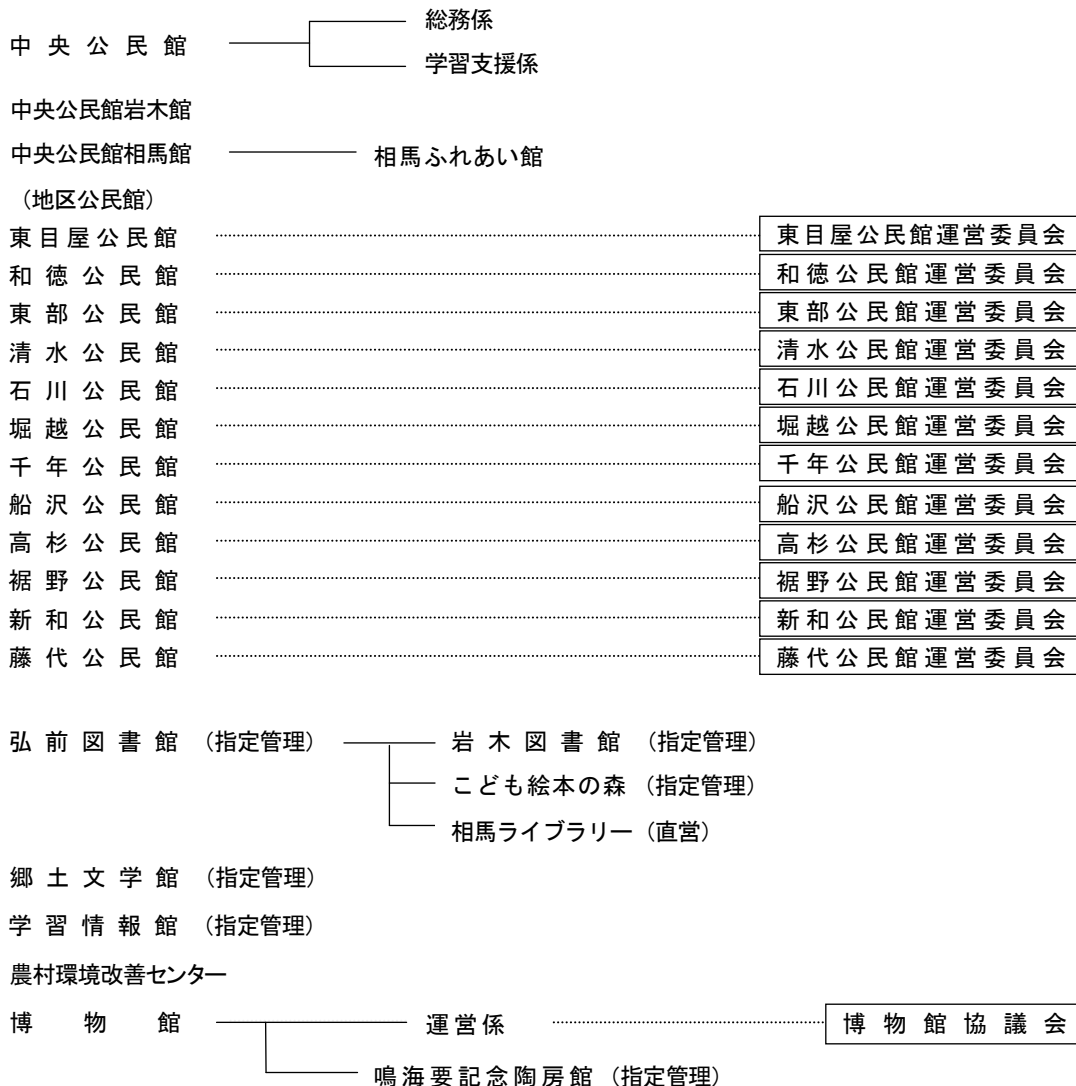 総務係
中央公民館
学習支援係
中央公民館岩木館
中央公民館相馬館 相馬ふれあい館
（地区公民館）
東目屋公民館 東目屋公民館運営委員会
和徳公民館 和徳公民館運営委員会
東部公民館 東部公民館運営委員会
清水公民館 清水公民館運営委員会
石川公民館 石川公民館運営委員会
堀越公民館 堀越公民館運営委員会
千年公民館 千年公民館運営委員会
船沢公民館 船沢公民館運営委員会
高杉公民館 高杉公民館運営委員会
裾野公民館 裾野公民館運営委員会
新和公民館 新和公民館運営委員会
藤代公民館 藤代公民館運営委員会
弘前図書館（指定管理） 岩木図書館（指定管理）
こども絵本の森（指定管理）
相馬ライブラリー（直営）
郷土文学館（指定管理）
学習情報館（指定管理）
農村環境改善センター
博物館 運営係 博物館協議会
鳴海要記念陶房館（指定管理）